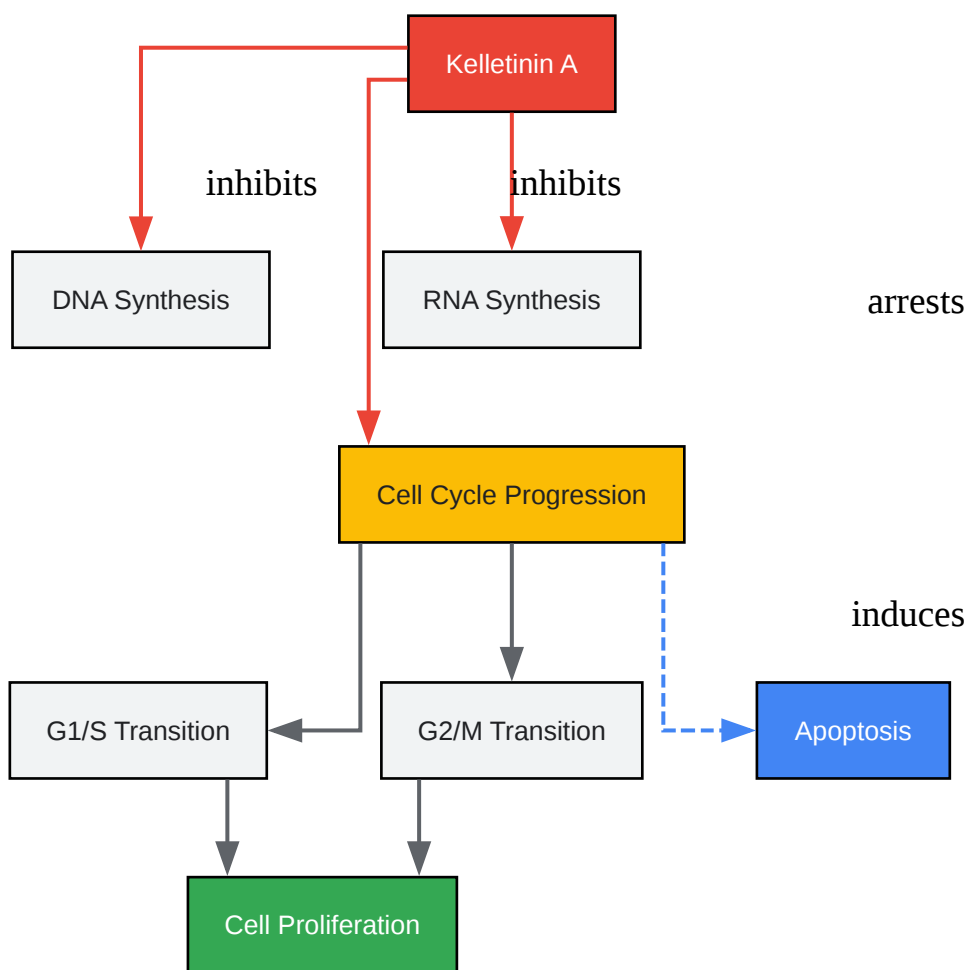 Kelletinin A
inhibits
inhibits
DNA Synthesis
RNA Synthesis
arrests
Cell Cycle Progression
induces
G1/S Transition
G2/M Transition
Apoptosis
Cell Proliferation